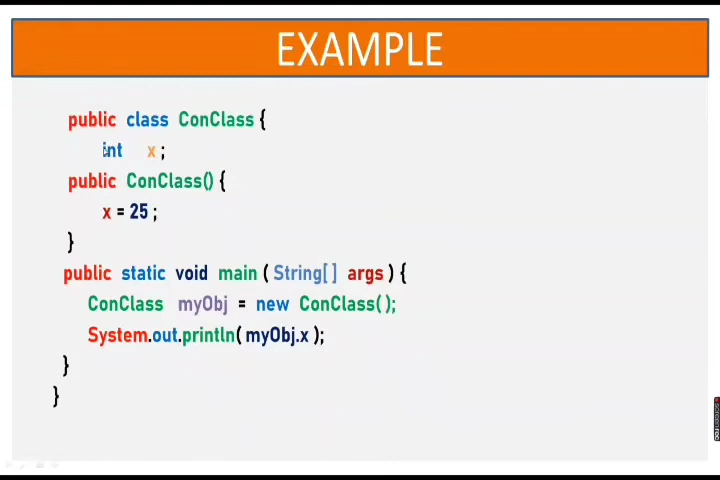 EXAMPLE
public class ConClass {
int x ;
public ConClass() {
x = 25 ;
}
public static void main ( String[ ] args ) {
ConClass myObj = new ConClass( );
System.out.println( myObj.x );
}
}